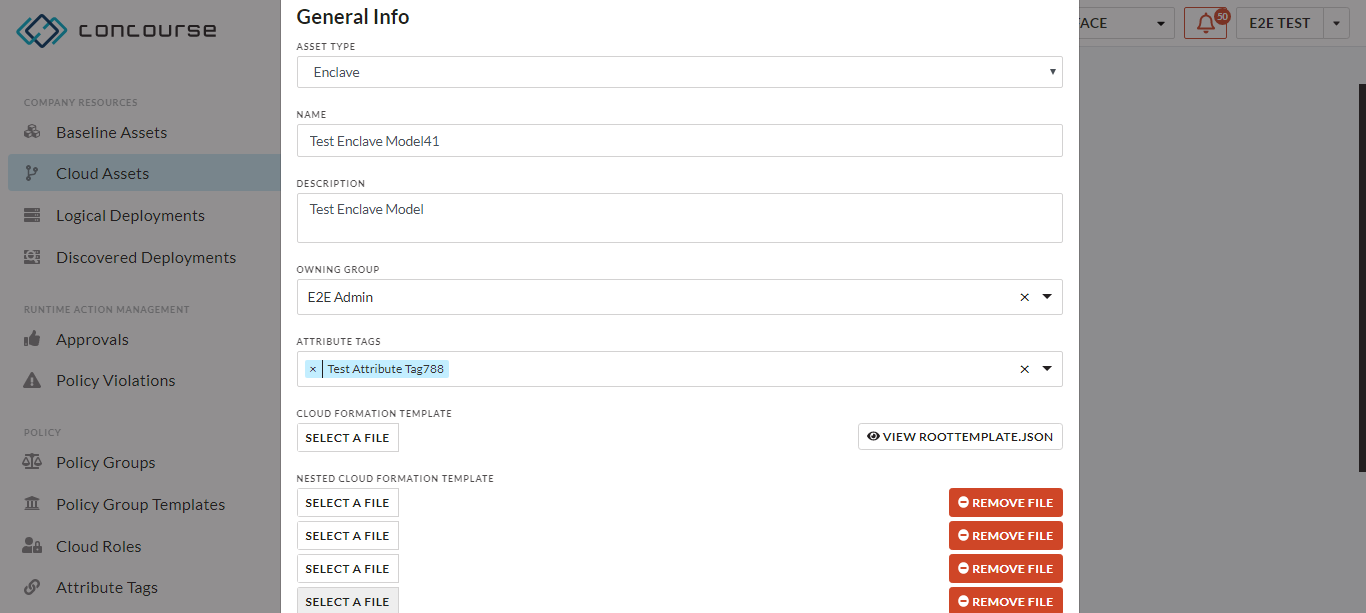 concourse
COMPANY RESOURCES
Baseline Assets
Cloud Assets
Logical Deployments
Discovered Deployments
RUNTIME ACTION MANAGEMENT
Approvals
Policy Violations
POLICY
Policy Groups
Policy Group Templates
Cloud Roles
Attribute Tags
General Info
ASSET TYPE
Enclave
NAME
Test Enclave Model41
DESCRIPTION
Test Enclave Model
OWNING GROUP
E2E Admin
ATTRIBUTE TAGS
× Test Attribute Tag788
CLOUD FORMATION TEMPLATE
SELECT A FILE
VIEW ROOTTEMPLATE.JSON
NESTED CLOUD FORMATION TEMPLATE
SELECT A FILE
REMOVE FILE
SELECT A FILE
REMOVE FILE
SELECT A FILE
REMOVE FILE
SELECT A FILE
REMOVE FILE
FACE
50
E2E TEST